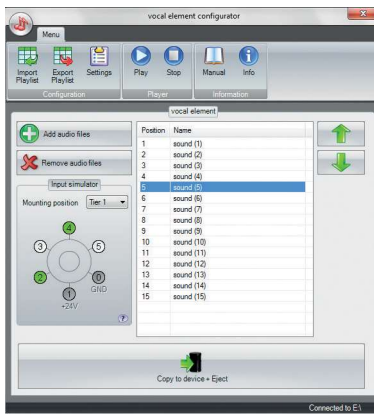 vocal element configurator
Menu
Import Playlist
Export Playlist
Settings
Play
Stop
Manual
Info
Configuration
Player
Information
vocal element
Add audio files
Remove audio files
Input simulator
Mounting position Tier 1
4
3
5
2
0
GND
1
+24V
?
Position Name
1 sound (1)
2 sound (2)
3 sound (3)
4 sound (4)
5 sound (5)
6 sound (6)
7 sound (7)
8 sound (8)
9 sound (9)
10 sound (10)
11 sound (11)
12 sound (12)
13 sound (13)
14 sound (14)
15 sound (15)
Copy to device + Eject
Connected to E:\